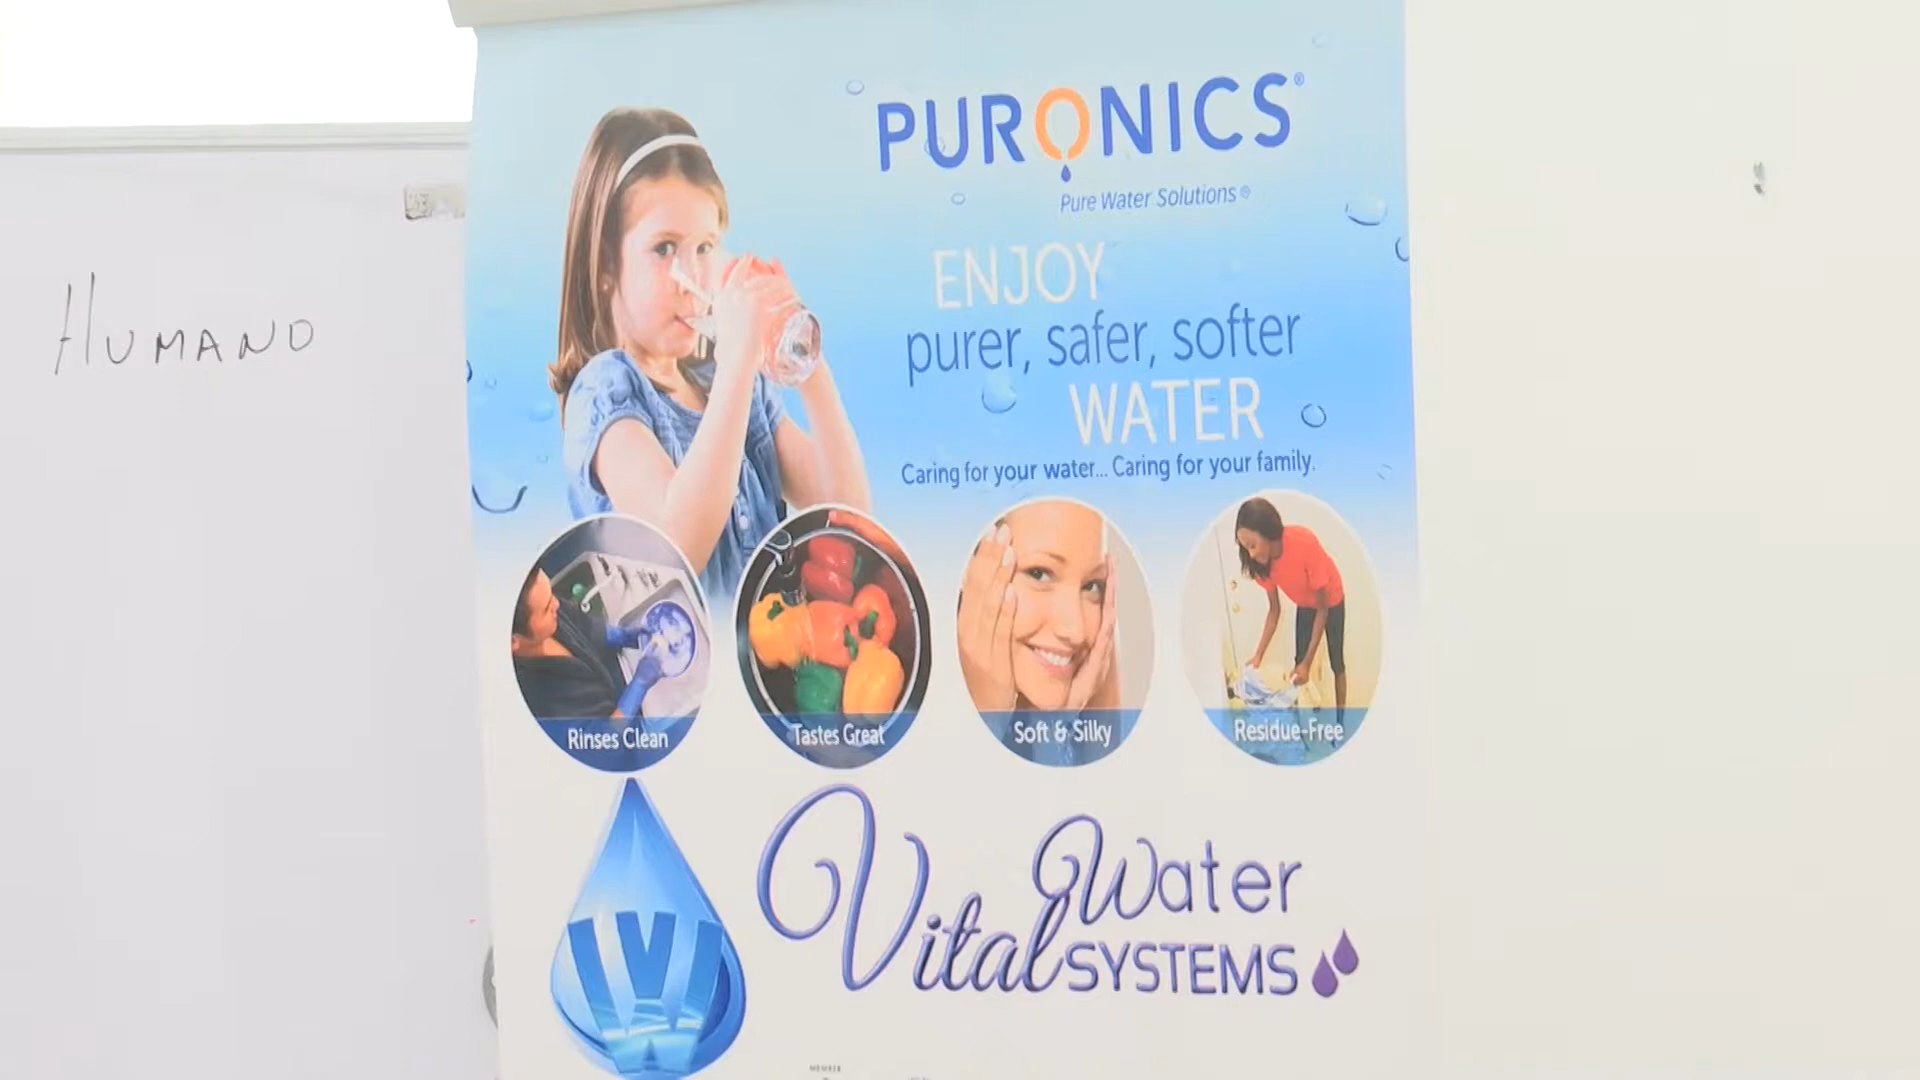 HUMANO
PURONICS®
Pure Water Solutions®
ENJOY
purer, safer, softer
WATER
Caring for your water... Caring for your family.
Rinses Clean
Tastes Great
Soft & Silky
Residue-Free
Vital Water
SYSTEMS
MEMBER